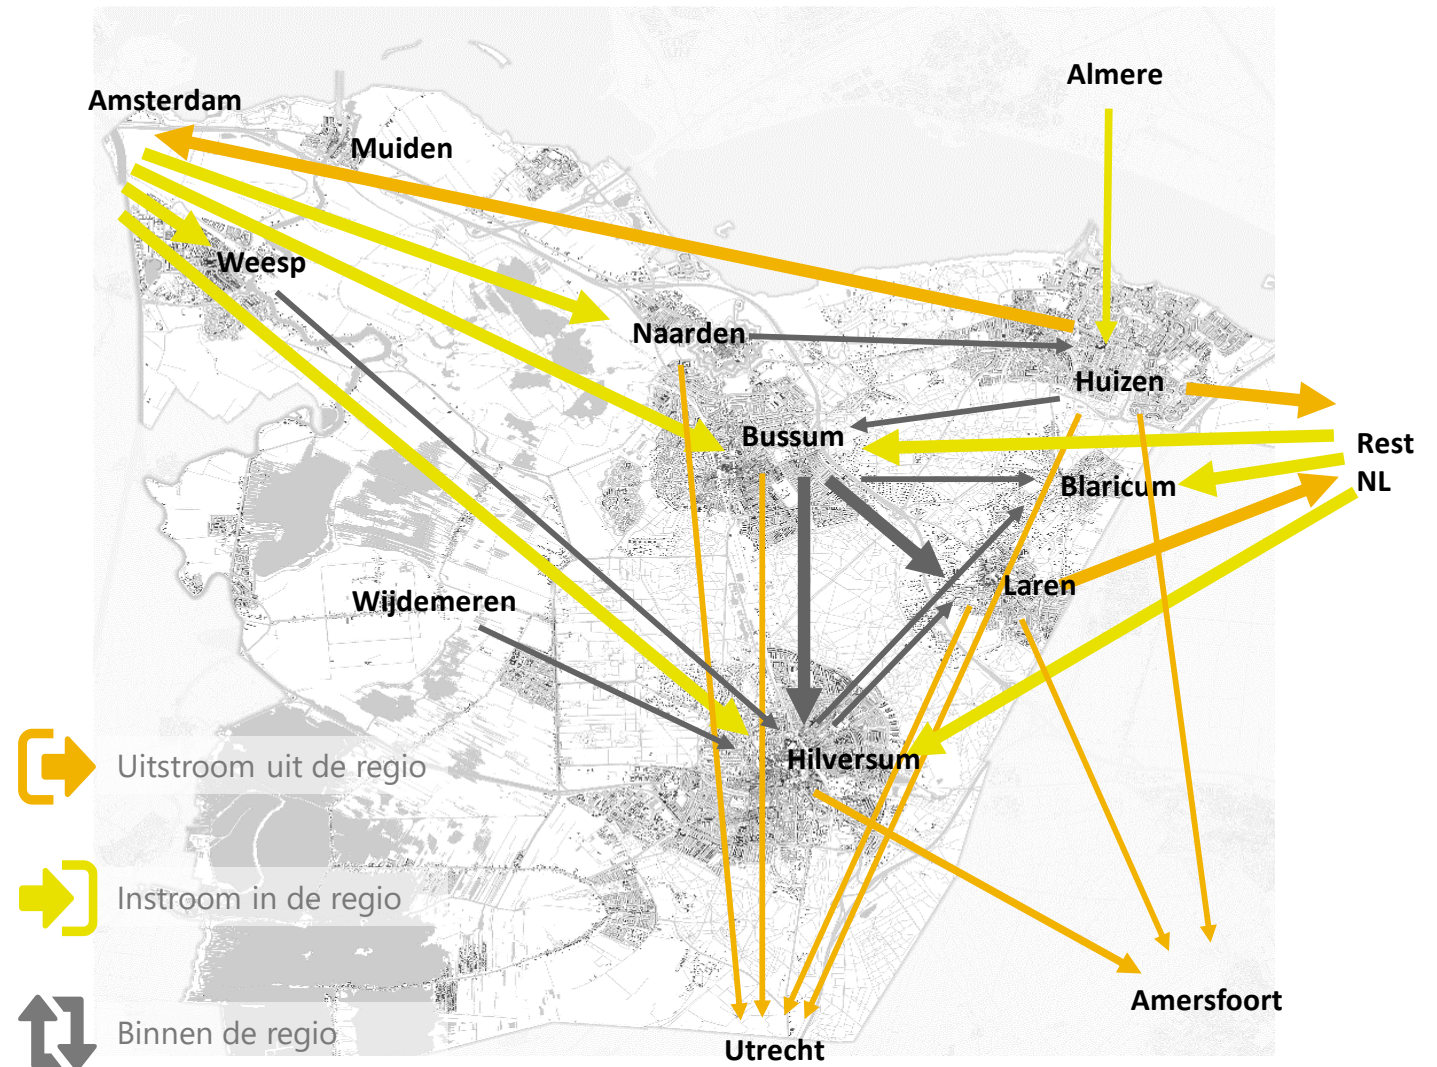 Almere
Amsterdam
Muiden
Weesp
Naarden
Huizen
Bussum
Rest
NL
Blaricum
Laren
Wijdemeren
Hilversum
Uitstroom uit de regio
Instroom in de regio
Amersfoort
Binnen de regio
Utrecht